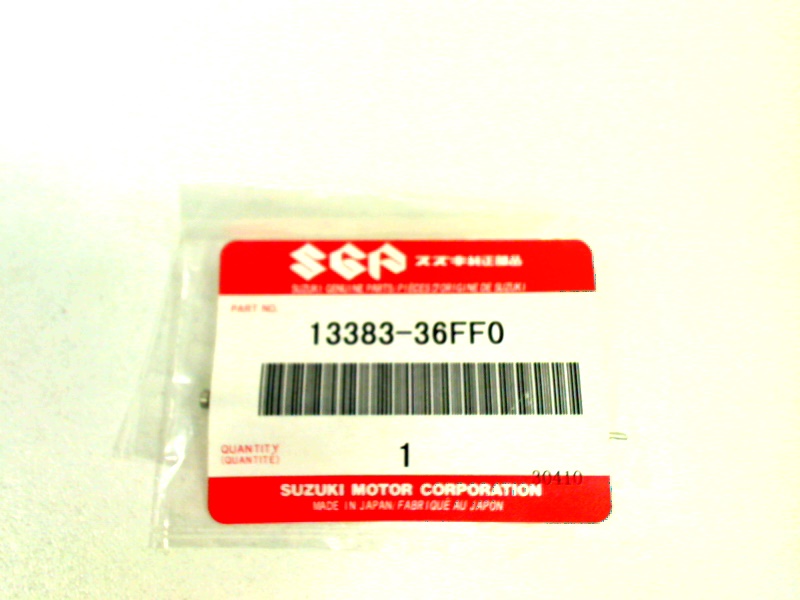 SGP スズキ純正部品
SUZUKI GENUINE PARTS/PIÈCES D'ORIGINE DE SUZUKI
PART NO.
13383-36FF0
QUANTITY
(QUANTITÉ)
1
30410
SUZUKI MOTOR CORPORATION
MADE IN JAPAN/FABRIQUÉ AU JAPON